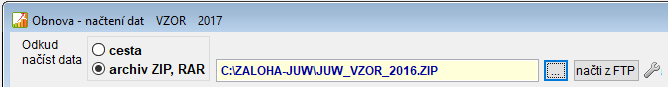 Obnova - načtení dat VZOR 2017
Odkud
načíst data
cesta
archiv ZIP, RAR
C:\ZALOHA-JUW\JUW_VZOR_2016.ZIP
...
načti z FTP